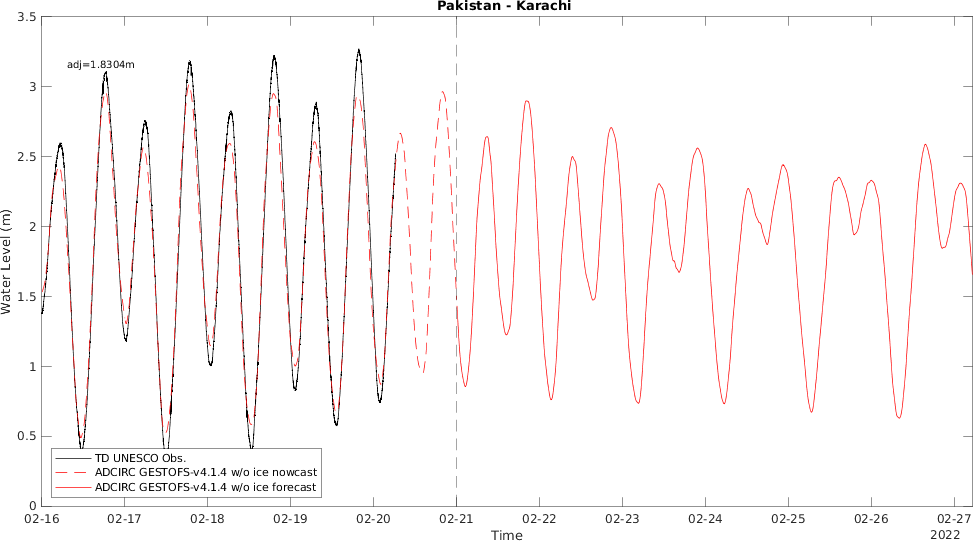 Pakistan - Karachi
3.5
adj=1.8304m
3
2.5
2
Water Level (m)
1.5
1
0.5
TD UNESCO Obs.
ADCIRC GESTOFS-v4.1.4 w/o ice nowcast
ADCIRC GESTOFS-v4.1.4 w/o ice forecast
0
02-16 02-17 02-18 02-19 02-20 02-21 02-22 02-23 02-24 02-25 02-26 02-27
Time 2022